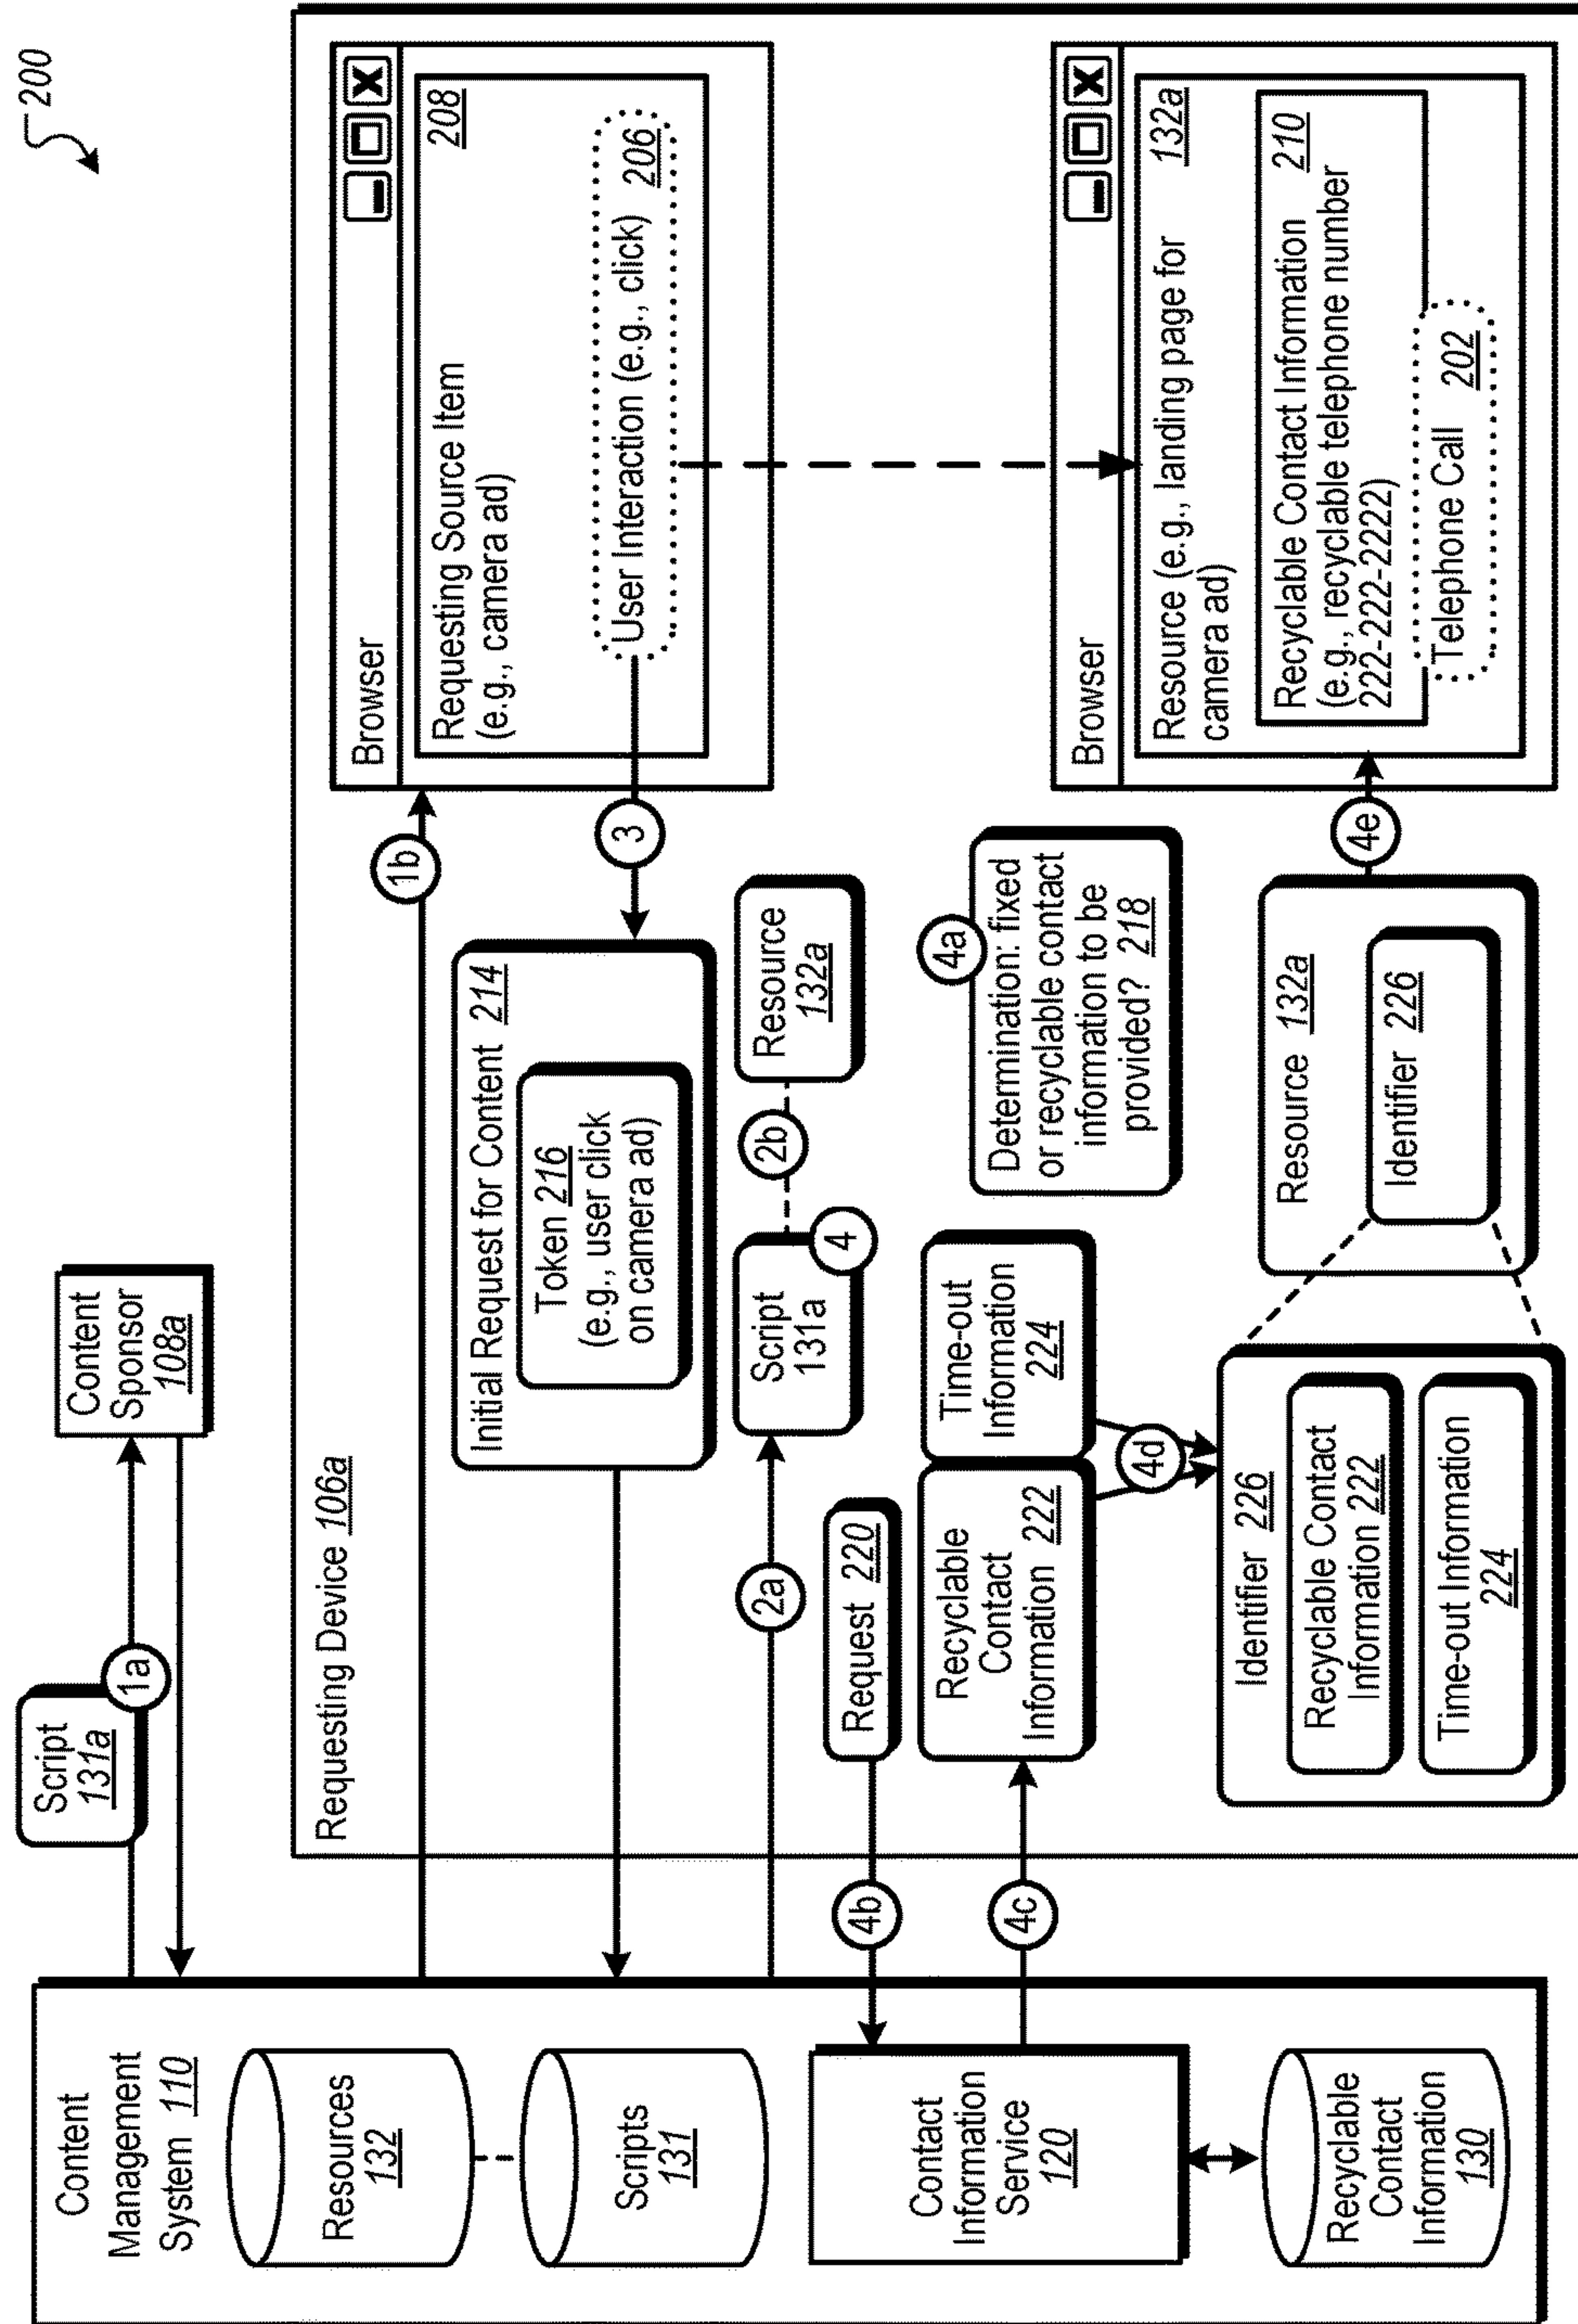 200
Content
Management
System 110
Resources
132
Scripts
131
Contact
Information
Service
120
Recyclable
Contact
Information
130
Script
131a
1a
Content
Sponsor
108a
Requesting Device 106a
1b
Browser
Requesting Source Item
(e.g., camera ad)
208
User Interaction (e.g., click) 206
3
Initial Request for Content 214
Token 216
(e.g., user click
on camera ad)
2a
Script
131a
4
2b
Resource
132a
4a
Determination: fixed
or recyclable contact
information to be
provided? 218
4b
Request 220
4c
Recyclable
Contact
Information 222
Time-out
Information
224
4d
Identifier 226
Recyclable Contact
Information 222
Time-out Information
224
Resource 132a
Identifier 226
4e
Browser
Resource (e.g., landing page for 132a
camera ad)
Recyclable Contact Information 210
(e.g., recyclable telephone number
222-222-2222)
Telephone Call 202